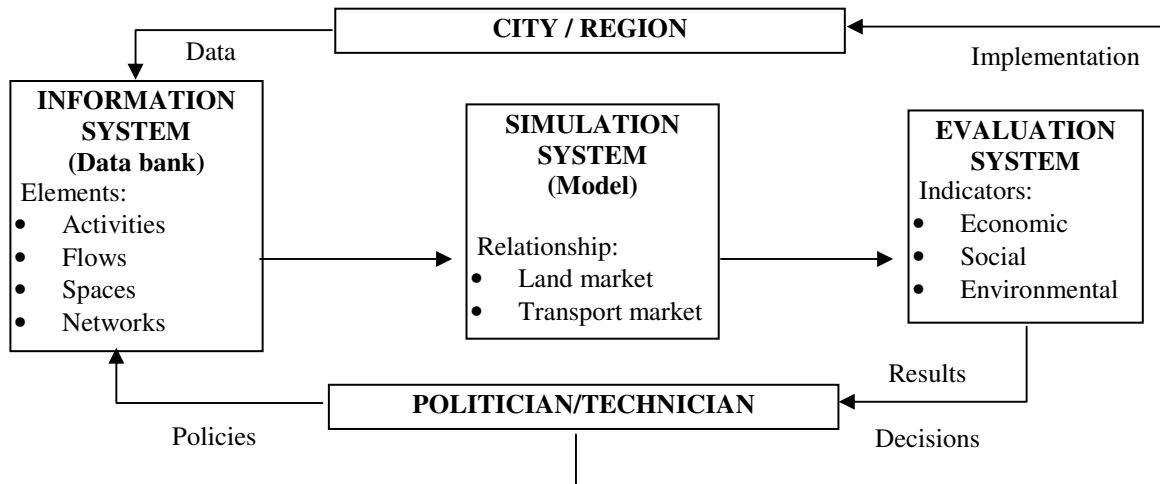 CITY / REGION
Data
Implementation
INFORMATION
SYSTEM
(Data bank)
Elements:
• Activities
• Flows
• Spaces
• Networks
SIMULATION
SYSTEM
(Model)
Relationship:
• Land market
• Transport market
EVALUATION
SYSTEM
Indicators:
• Economic
• Social
• Environmental
Results
POLITICIAN/TECHNICIAN
Policies
Decisions